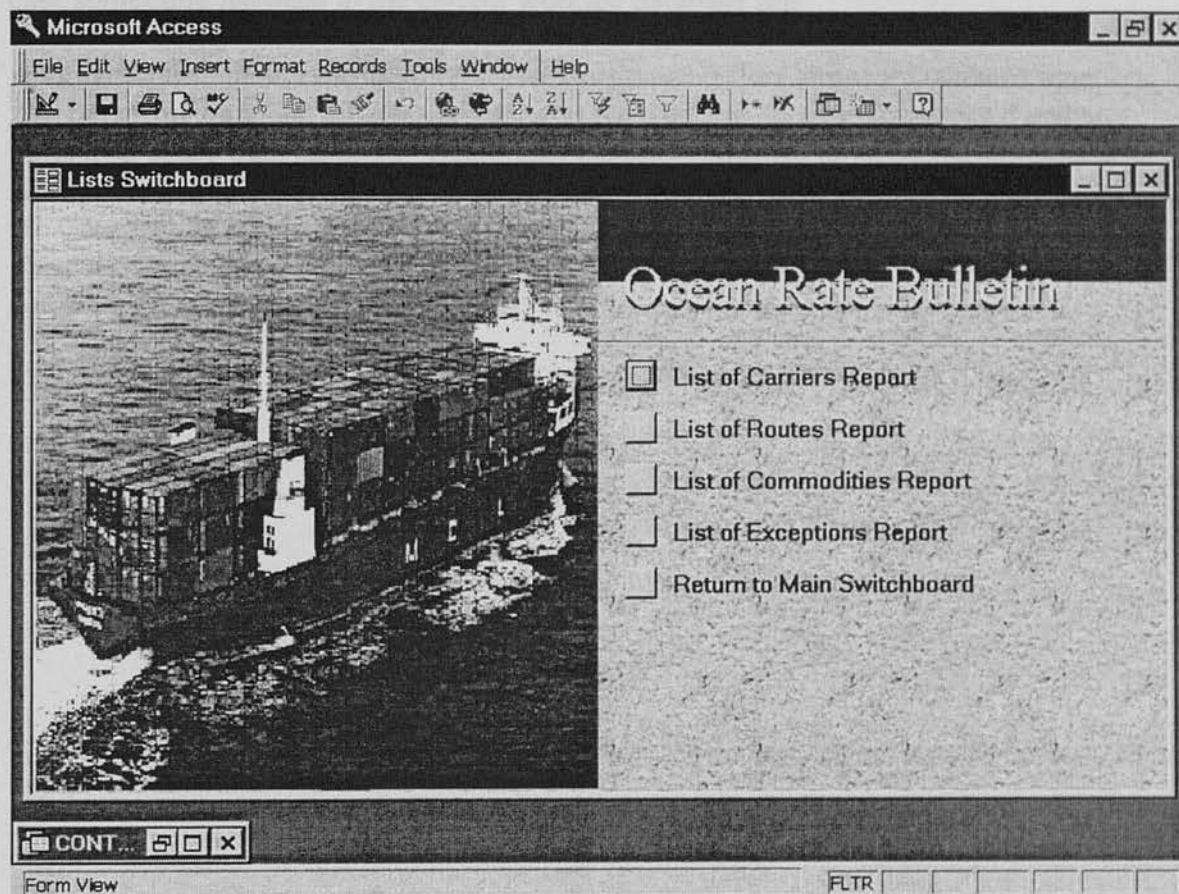 Microsoft Access
File Edit View Insert Format Records Tools Window Help
Lists Switchboard
Ocean Rate Bulletin
List of Carriers Report
List of Routes Report
List of Commodities Report
List of Exceptions Report
Return to Main Switchboard
CONT...
Form View
FLTR